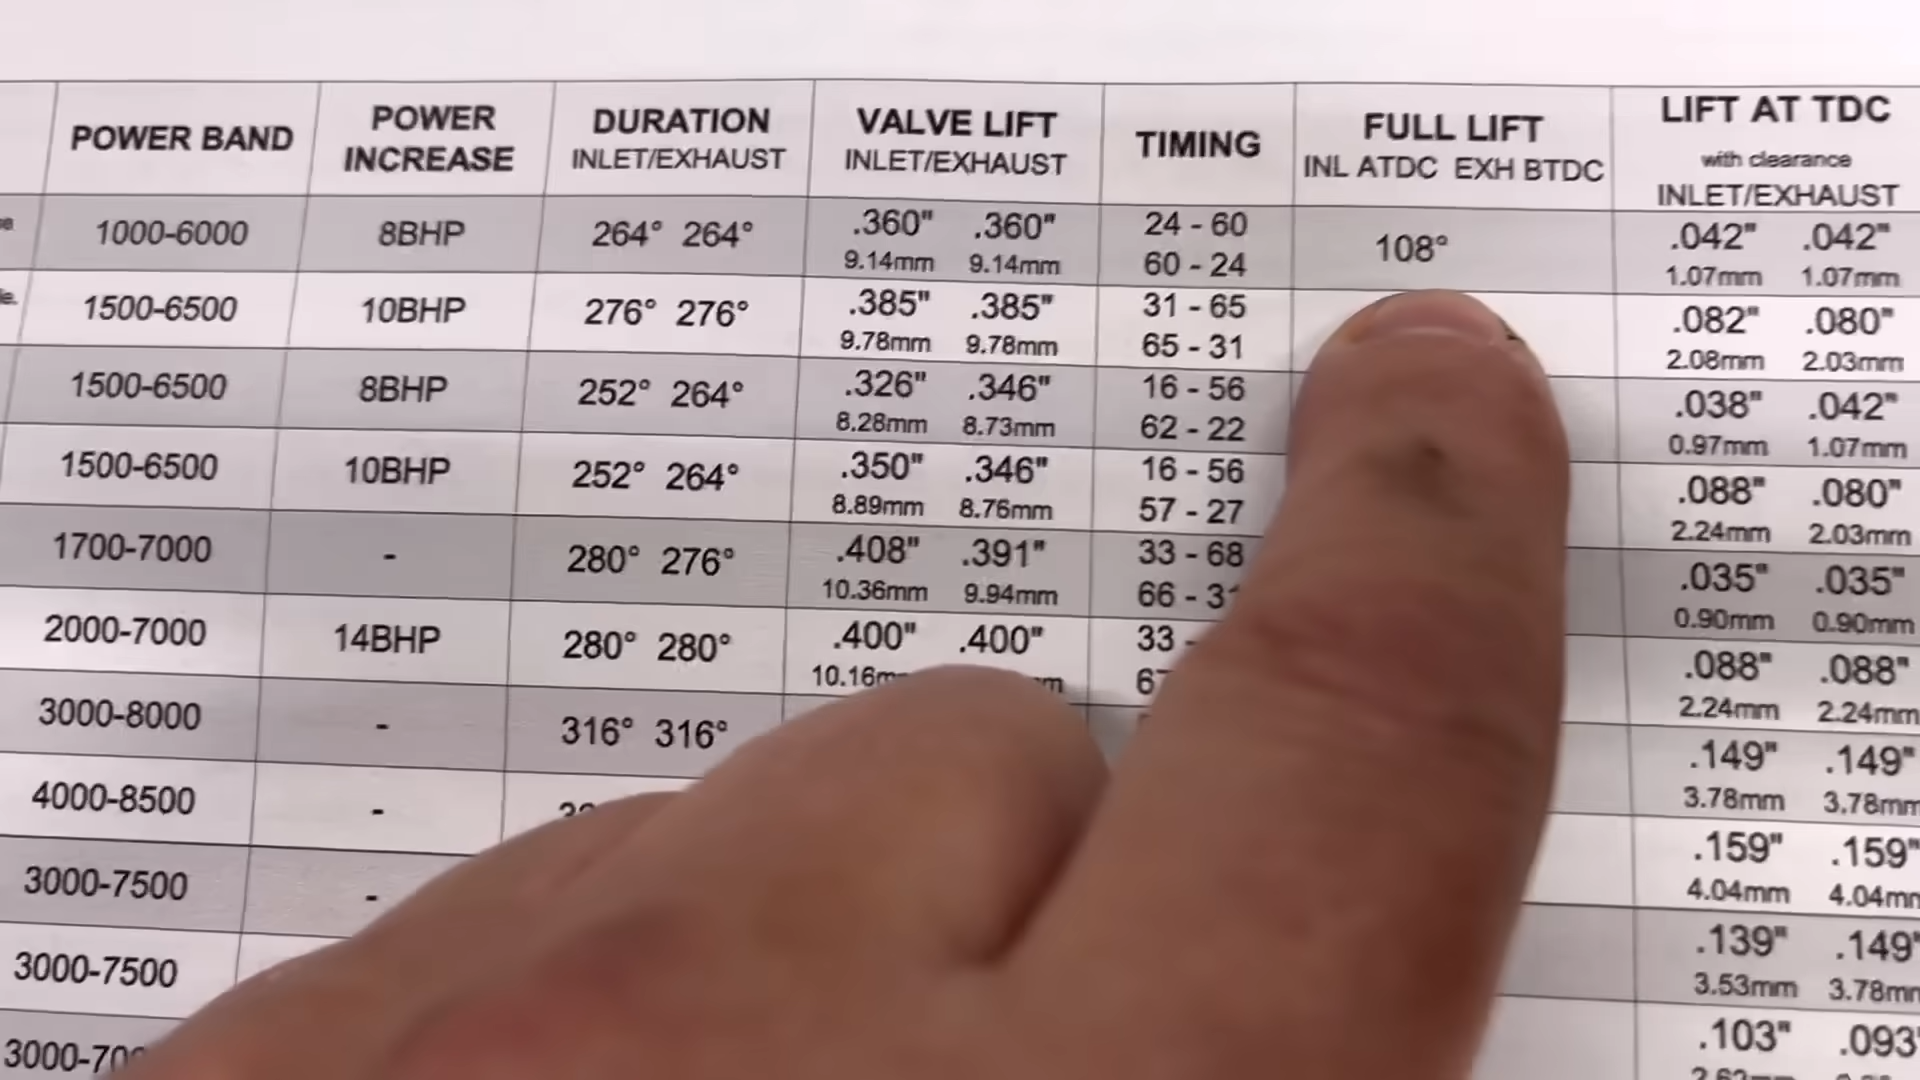 POWER BAND POWER INCREASE DURATION INLET/EXHAUST VALVE LIFT INLET/EXHAUST TIMING FULL LIFT INL ATDC EXH BTDC LIFT AT TDC with clearance INLET/EXHAUST
1000-6000 8BHP 264° 264° .360" .360" 24 - 60 108° .042" .042"
9.14mm 9.14mm 60 - 24 1.07mm 1.07mm
1500-6500 10BHP 276° 276° .385" .385" 31 - 65 .082" .080"
9.78mm 9.78mm 65 - 31 2.08mm 2.03mm
1500-6500 8BHP 252° 264° .326" .346" 16 - 56 .038" .042"
8.28mm 8.73mm 62 - 22 0.97mm 1.07mm
1500-6500 10BHP 252° 264° .350" .346" 16 - 56 .088" .080"
8.89mm 8.76mm 57 - 27 2.24mm 2.03mm
1700-7000 - 280° 276° .408" .391" 33 - 68 .035" .035"
10.36mm 9.94mm 66 - 0.90mm 0.90mm
2000-7000 14BHP 280° 280° .400" .400" 33 - .088" .088"
2.24mm 2.24mm
3000-8000 - 316° 316° .149" .149"
3.78mm 3.78mm
4000-8500 - .159" .159"
4.04mm 4.04mm
3000-7500 - .139" .149"
3.53mm 3.78mm
3000-7500 .103" .093"